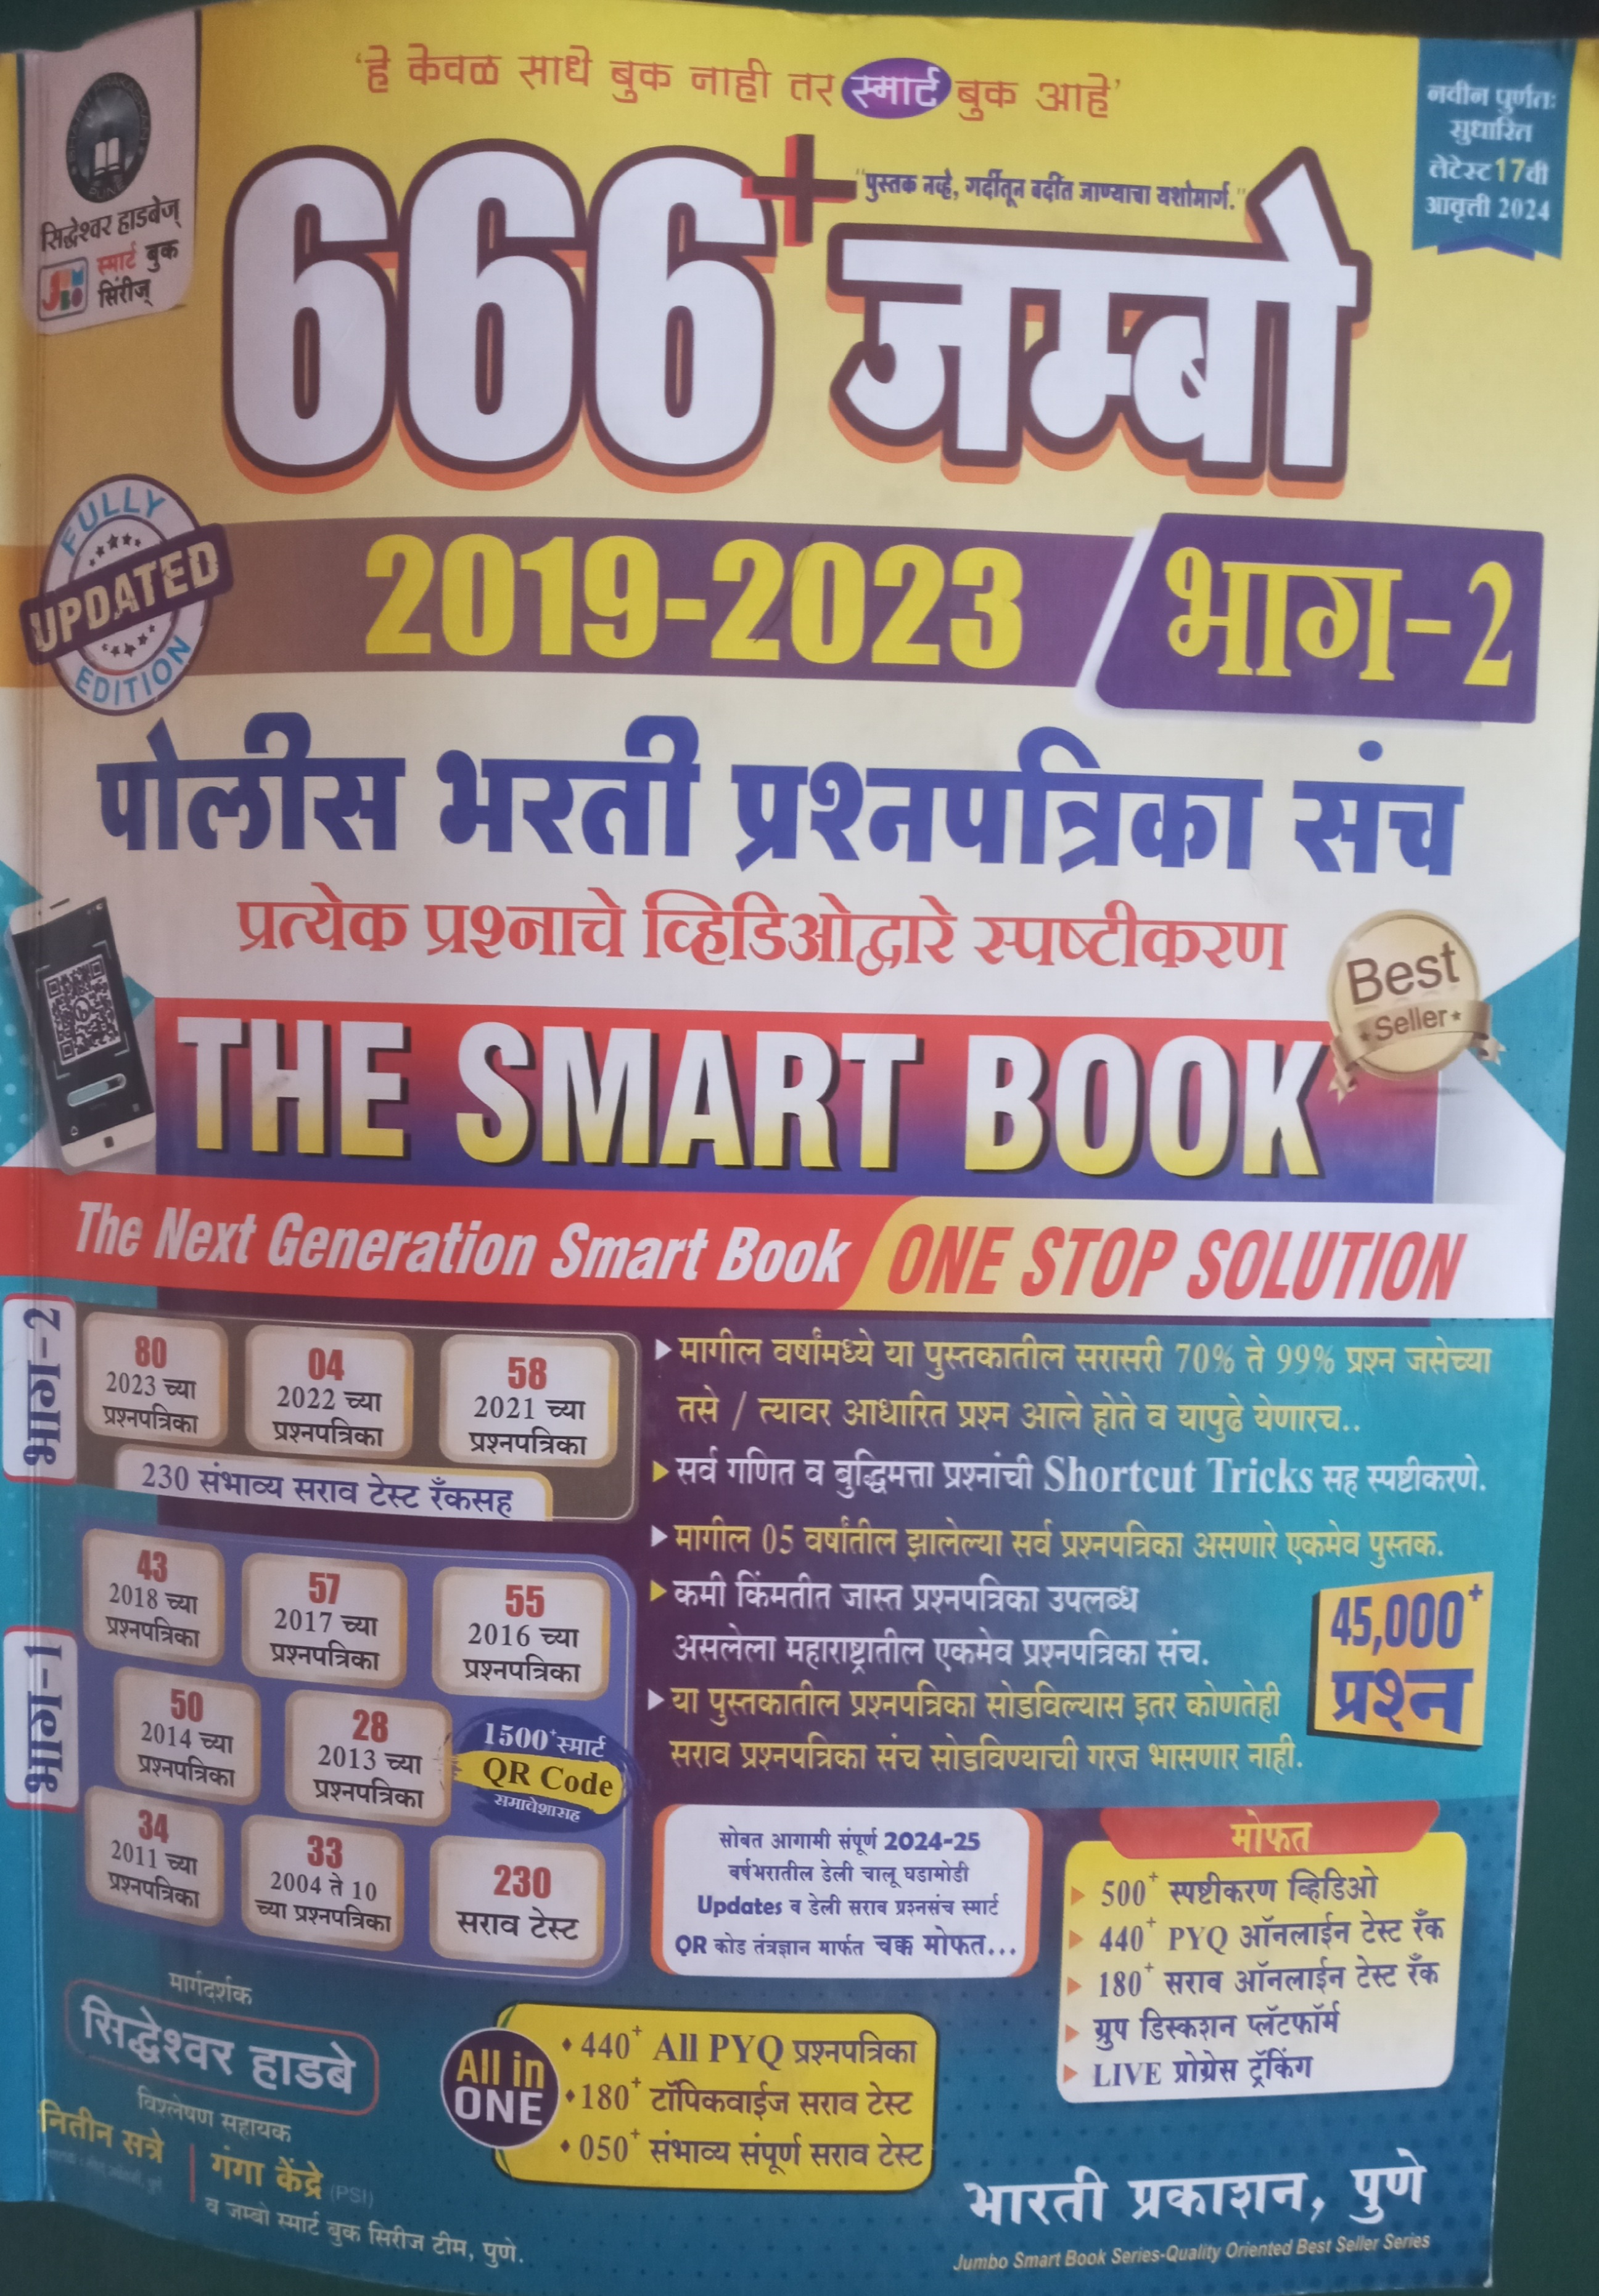 'हे केवळ साधे बुक नाही तर स्मार्ट बुक आहे'
नवीन पुर्णतः
सुधारित
लेटेस्ट 17वी
आवृत्ती 2024
सिद्धेश्वर हाडबेज्
स्मार्ट बुक
सिरीज्
"पुस्तक नव्हे, गर्दीतून वर्दीत जाण्याचा यशोमार्ग."
666+ जम्बो
FULLY
UPDATED
EDITION
2019-2023
भाग-2
पोलीस भरती प्रश्नपत्रिका संच
प्रत्येक प्रश्नाचे व्हिडिओद्वारे स्पष्टीकरण
Best
Seller
THE SMART BOOK
The Next Generation Smart Book
ONE STOP SOLUTION
भाग-2
80
2023 च्या
प्रश्नपत्रिका
04
2022 च्या
प्रश्नपत्रिका
58
2021 च्या
प्रश्नपत्रिका
230 संभाव्य सराव टेस्ट रँकसह
भाग-1
43
2018 च्या
प्रश्नपत्रिका
57
2017 च्या
प्रश्नपत्रिका
55
2016 च्या
प्रश्नपत्रिका
50
2014 च्या
प्रश्नपत्रिका
28
2013 च्या
प्रश्नपत्रिका
1500+ स्मार्ट
QR Code
समावेशासह
34
2011 च्या
प्रश्नपत्रिका
33
2004 ते 10
च्या प्रश्नपत्रिका
230
सराव टेस्ट
मागील वर्षांमध्ये या पुस्तकातील सरासरी 70% ते 99% प्रश्न जसेच्या
तसे / त्यावर आधारित प्रश्न आले होते व यापुढे येणारच..
सर्व गणित व बुद्धिमत्ता प्रश्नांची Shortcut Tricks सह स्पष्टीकरणे.
मागील 05 वर्षांतील झालेल्या सर्व प्रश्नपत्रिका असणारे एकमेव पुस्तक.
कमी किंमतीत जास्त प्रश्नपत्रिका उपलब्ध
असलेला महाराष्ट्रातील एकमेव प्रश्नपत्रिका संच.
या पुस्तकातील प्रश्नपत्रिका सोडविल्यास इतर कोणतेही
सराव प्रश्नपत्रिका संच सोडविण्याची गरज भासणार नाही.
45,000+
प्रश्न
सोबत आगामी संपूर्ण 2024-25
वर्षभरातील डेली चालू घडामोडी
Updates व डेली सराव प्रश्नसंच स्मार्ट
QR कोड तंत्रज्ञान मार्फत चक्क मोफत...
मोफत
500+ स्पष्टीकरण व्हिडिओ
440+ PYQ ऑनलाईन टेस्ट रँक
180+ सराव ऑनलाईन टेस्ट रँक
ग्रुप डिस्कशन प्लॅटफॉर्म
LIVE प्रोग्रेस ट्रॅकिंग
मार्गदर्शक
सिद्धेश्वर हाडबे
विश्लेषण सहायक
नितीन सत्रे
गंगा केंद्रे (PSI)
व जम्बो स्मार्ट बुक सिरीज टीम, पुणे.
All in
ONE
440+ All PYQ प्रश्नपत्रिका
180+ टॉपिकवाईज सराव टेस्ट
050+ संभाव्य संपूर्ण सराव टेस्ट
भारती प्रकाशन, पुणे
Jumbo Smart Book Series-Quality Oriented Best Seller Series